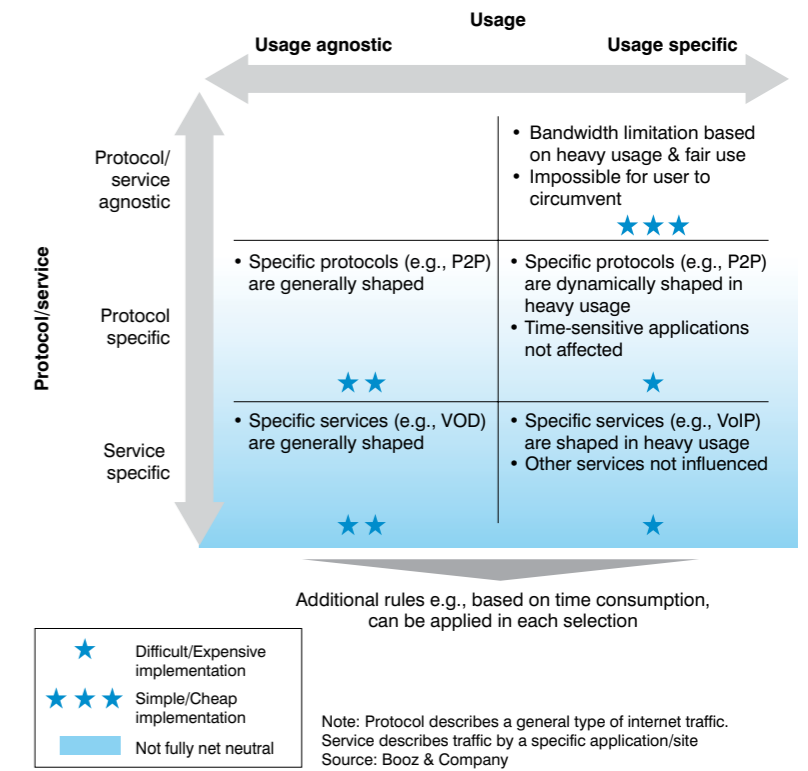 Usage
Usage agnostic
Usage specific
Protocol/service
Protocol/
service
agnostic
• Bandwidth limitation based
on heavy usage & fair use
• Impossible for user to
circumvent
Protocol
specific
• Specific protocols (e.g., P2P)
are generally shaped
• Specific protocols (e.g., P2P)
are dynamically shaped in
heavy usage
• Time-sensitive applications
not affected
Service
specific
• Specific services (e.g., VOD)
are generally shaped
• Specific services (e.g., VoIP)
are shaped in heavy usage
• Other services not influenced
Additional rules e.g., based on time consumption,
can be applied in each selection
Difficult/Expensive
implementation
Simple/Cheap
implementation
Not fully net neutral
Note: Protocol describes a general type of internet traffic.
Service describes traffic by a specific application/site
Source: Booz & Company